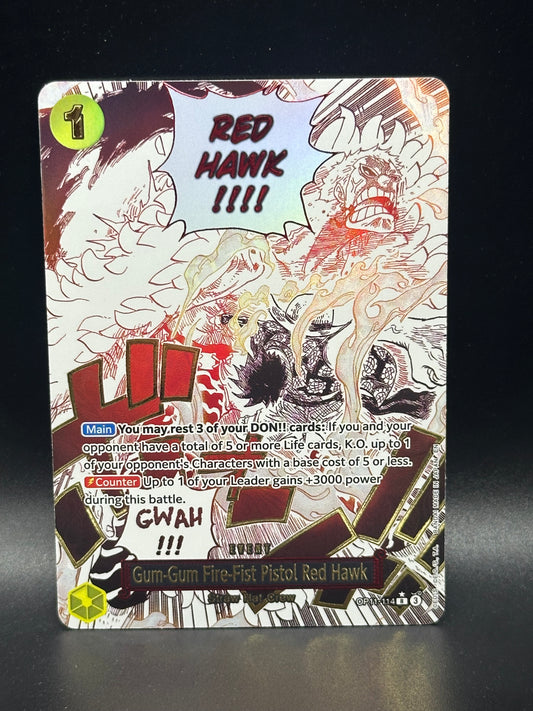 1
RED
HAWK
!!!!
Main You may rest 3 of your DON!! cards: If you and your
opponent have a total of 5 or more Life cards, K.O. up to 1
of your opponent's Characters with a base cost of 5 or less.
Counter Up to 1 of your Leader gains +3000 power
during this battle.
GWAH
!!!
EVENT
Gum-Gum Fire-Fist Pistol Red Hawk
Straw Hat Crew
OP11-114 R 3